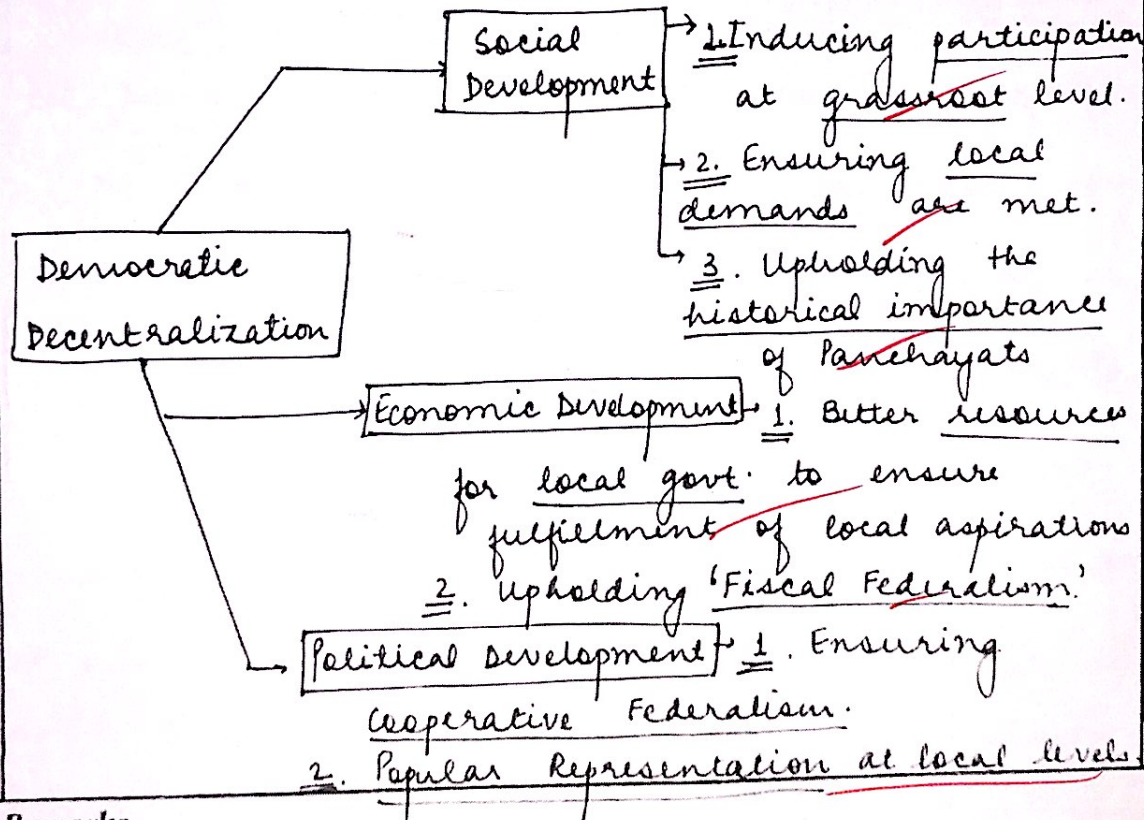 Social
Development
1. Inducing participation
at grassroot level.
2. Ensuring local
demands are met.
3. Upholding the
historical importance
of Panchayats
Democratic
Decentralization
Economic Development
1. Better resources
for local govt. to ensure
fulfielment of local aspirations
2. Upholding 'Fiscal Federalism.'
Political Development
1. Ensuring
Cooperative Federalism.
2. Popular Representation at local levels